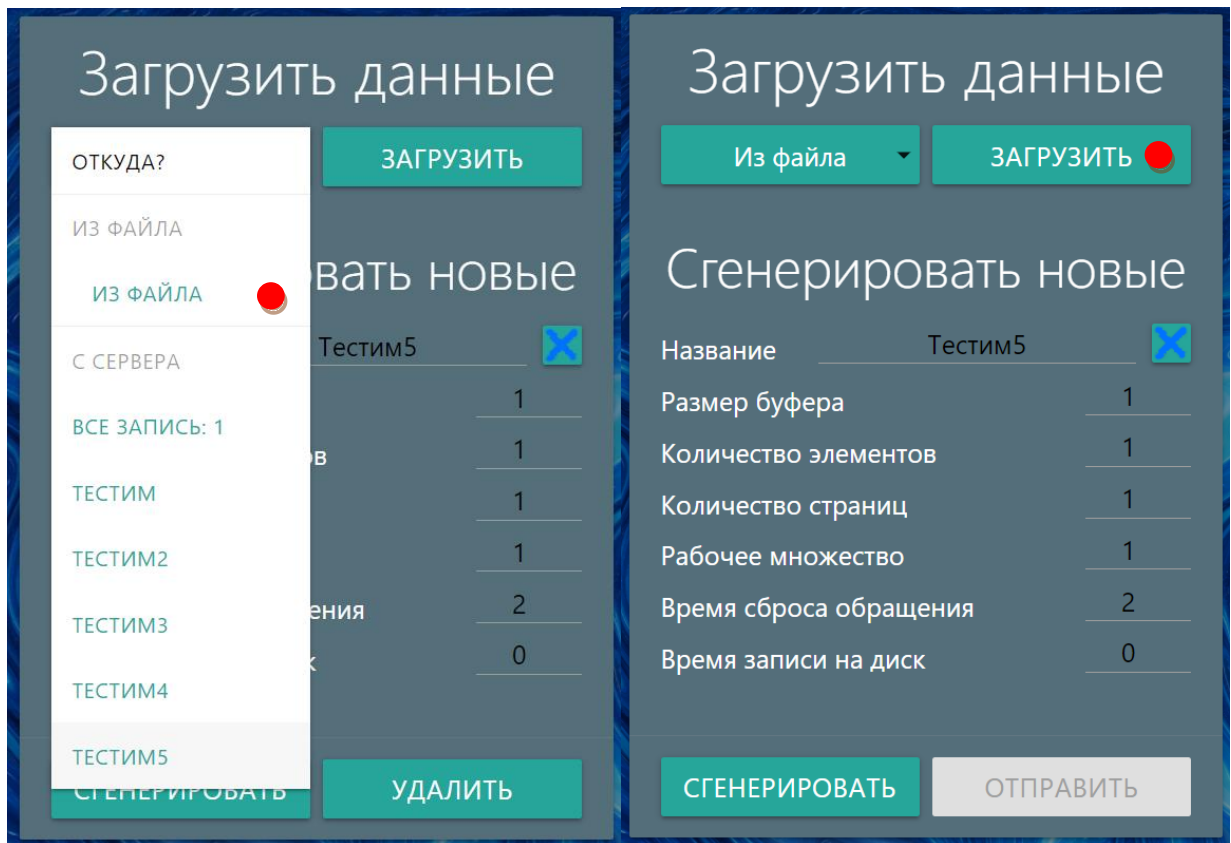 Загрузить данные
ОТКУДА?
ЗАГРУЗИТЬ
ИЗ ФАЙЛА
вать новые
ИЗ ФАЙЛА
Тестим5
С СЕРВЕРА
1
ВСЕ ЗАПИСЬ: 1
ов 1
ТЕСТИМ
1
ТЕСТИМ2
1
ТЕСТИМ3
ения 2
к 0
ТЕСТИМ4
ТЕСТИМ5
СГЕНЕРИРОВАТЬ
УДАЛИТЬ
Загрузить данные
Из файла
ЗАГРУЗИТЬ
Сгенерировать новые
Название Тестим5
Размер буфера 1
Количество элементов 1
Количество страниц 1
Рабочее множество 1
Время сброса обращения 2
Время записи на диск 0
СГЕНЕРИРОВАТЬ
ОТПРАВИТЬ